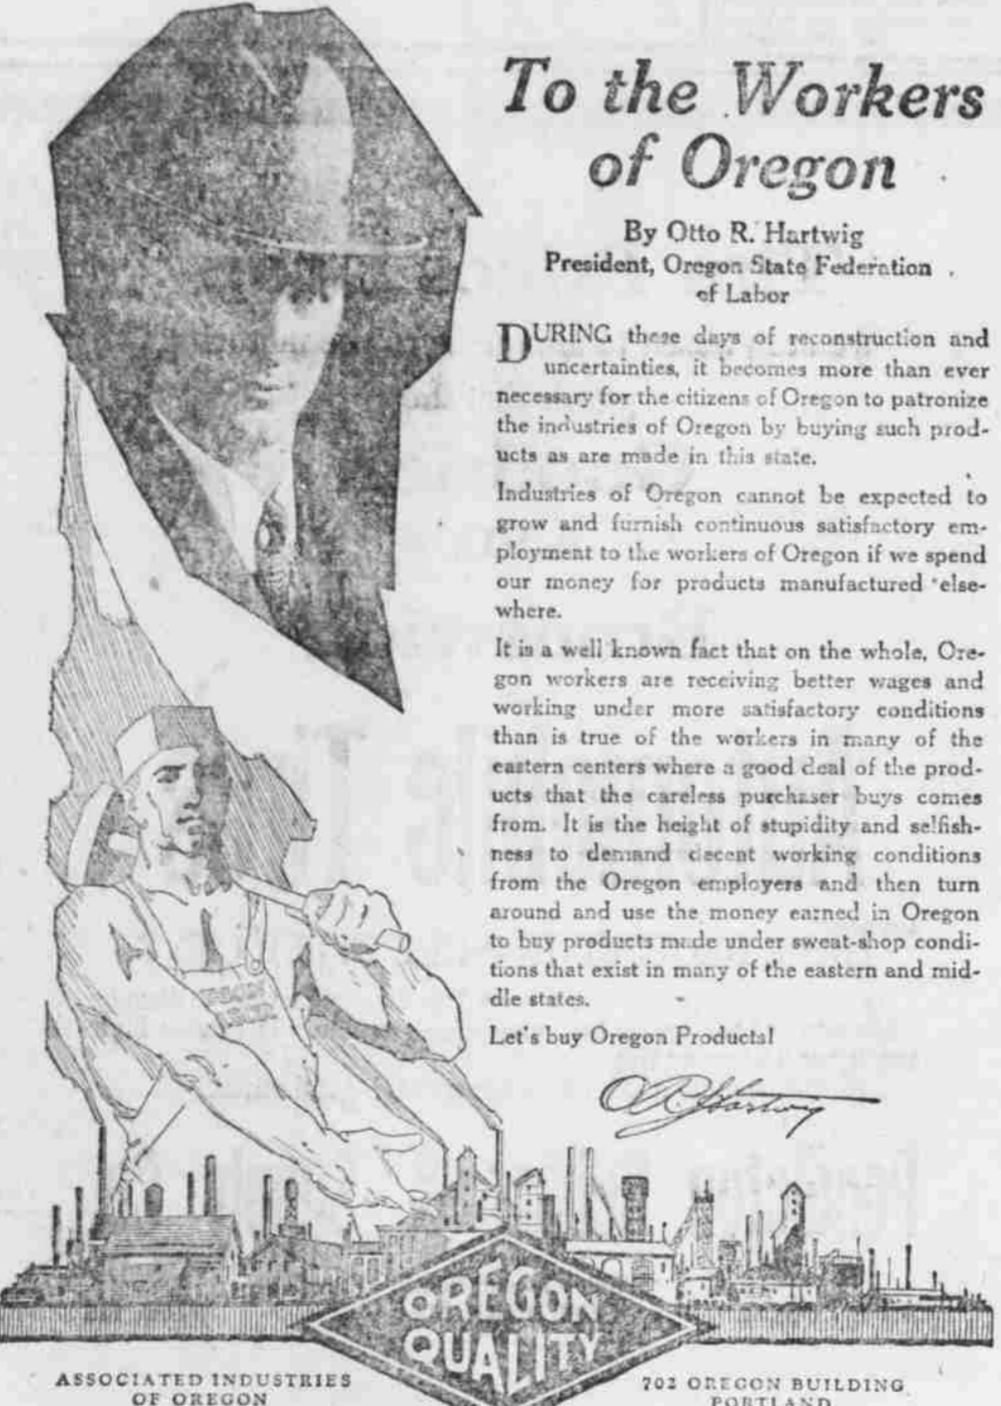 To the Workers
of Oregon
By Otto R. Hartwig
President, Oregon State Federation
of Labor
DURING these days of reconstruction and
uncertainties, it becomes more than ever
necessary for the citizens of Oregon to patronize
the industries of Oregon by buying such prod-
ucts as are made in this state.
Industries of Oregon cannot be expected to
grow and furnish continuous satisfactory em-
ployment to the workers of Oregon if we spend
our money for products manufactured else-
where.
It is a well known fact that on the whole, Ore-
gon workers are receiving better wages and
working under more satisfactory conditions
than is true of the workers in many of the
eastern centers where a good deal of the prod-
ucts that the careless purchaser buys comes
from. It is the height of stupidity and selfish-
ness to demand decent working conditions
from the Oregon employers and then turn
around and use the money earned in Oregon
to buy products made under sweat-shop condi-
tions that exist in many of the eastern and mid-
dle states.
Let's buy Oregon Products!
O R Hartwig
OREGON
QUALITY
ASSOCIATED INDUSTRIES
OF OREGON
702 OREGON BUILDING
PORTLAND